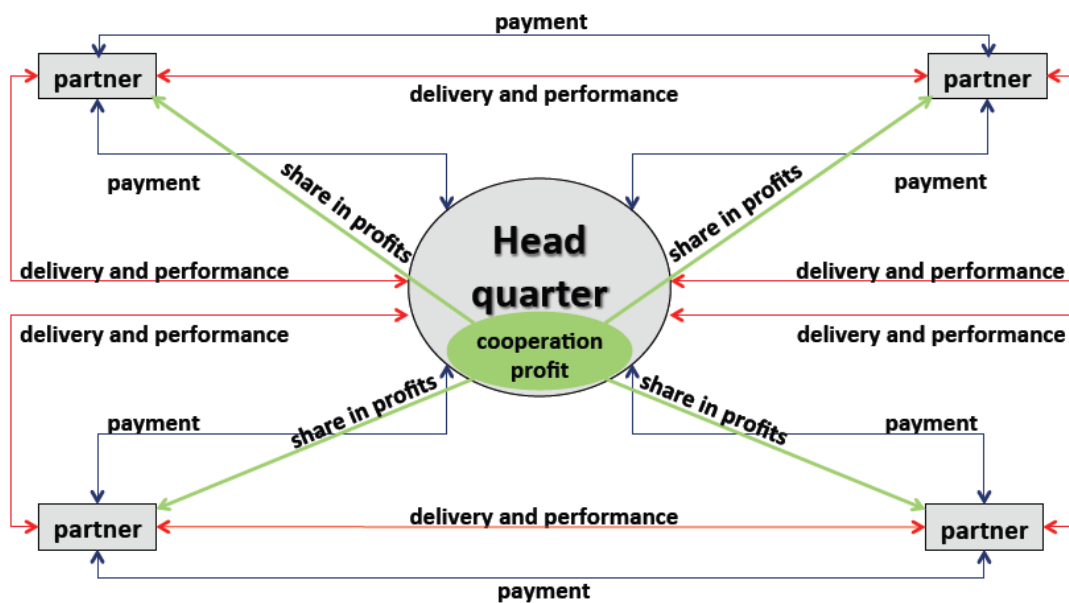 payment
partner
partner
delivery and performance
payment
payment
share in profits
share in profits
Head
quarter
delivery and performance
delivery and performance
delivery and performance
delivery and performance
cooperation
profit
share in profits
share in profits
payment
payment
partner
delivery and performance
partner
payment